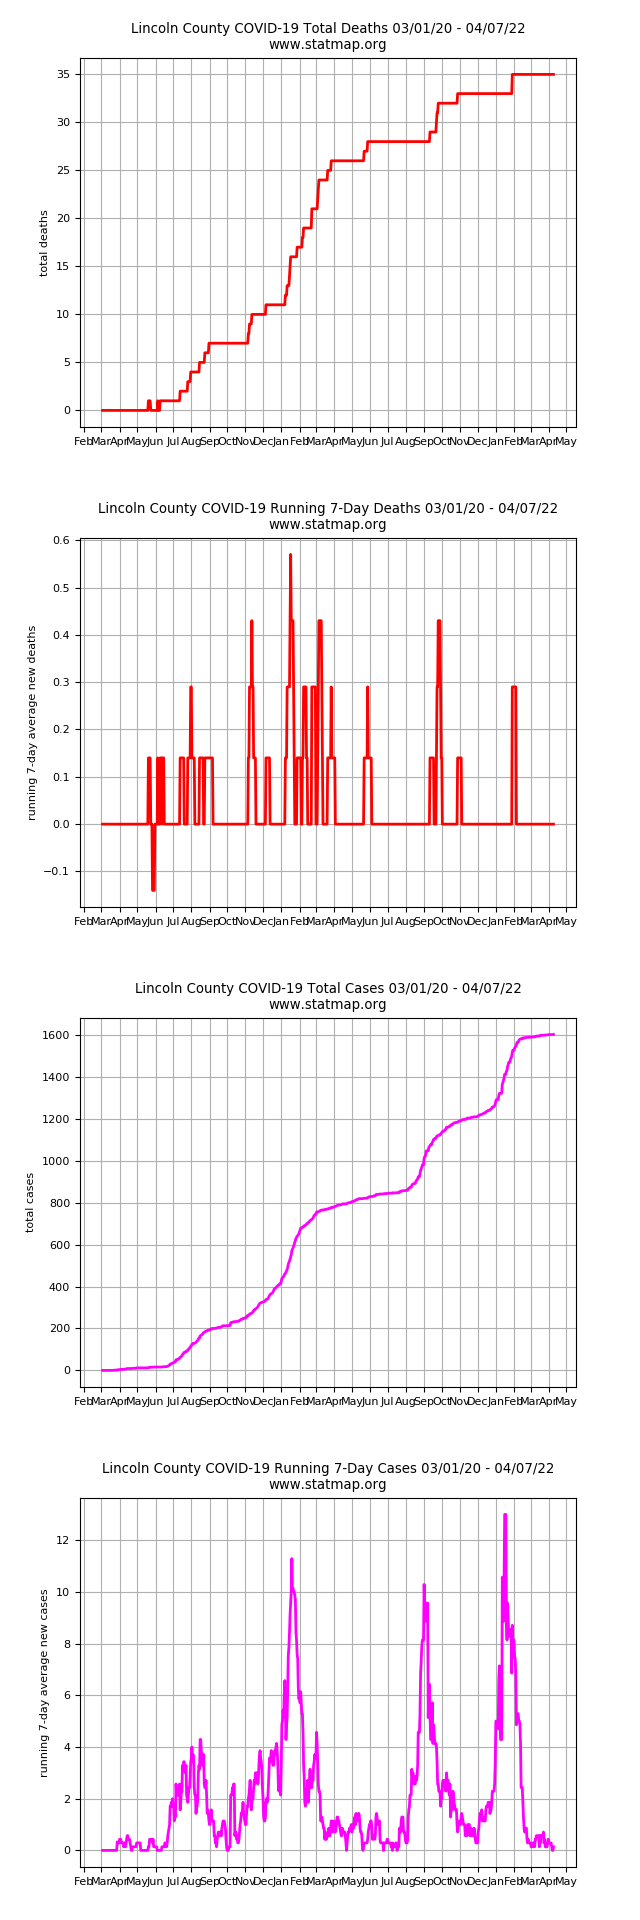 Lincoln County COVID-19 Total Deaths 03/01/20 - 04/07/22
www.statmap.org
35
30
25
20
15
10
5
0
total deaths
Feb Mar Apr May Jun Jul Aug Sep Oct Nov Dec Jan Feb Mar Apr May Jun Jul Aug Sep Oct Nov Dec Jan Feb Mar Apr May
Lincoln County COVID-19 Running 7-Day Deaths 03/01/20 - 04/07/22
www.statmap.org
0.6
0.5
0.4
0.3
0.2
0.1
0.0
−0.1
running 7-day average new deaths
Feb Mar Apr May Jun Jul Aug Sep Oct Nov Dec Jan Feb Mar Apr May Jun Jul Aug Sep Oct Nov Dec Jan Feb Mar Apr May
Lincoln County COVID-19 Total Cases 03/01/20 - 04/07/22
www.statmap.org
1600
1400
1200
1000
800
600
400
200
0
total cases
Feb Mar Apr May Jun Jul Aug Sep Oct Nov Dec Jan Feb Mar Apr May Jun Jul Aug Sep Oct Nov Dec Jan Feb Mar Apr May
Lincoln County COVID-19 Running 7-Day Cases 03/01/20 - 04/07/22
www.statmap.org
12
10
8
6
4
2
0
running 7-day average new cases
Feb Mar Apr May Jun Jul Aug Sep Oct Nov Dec Jan Feb Mar Apr May Jun Jul Aug Sep Oct Nov Dec Jan Feb Mar Apr May